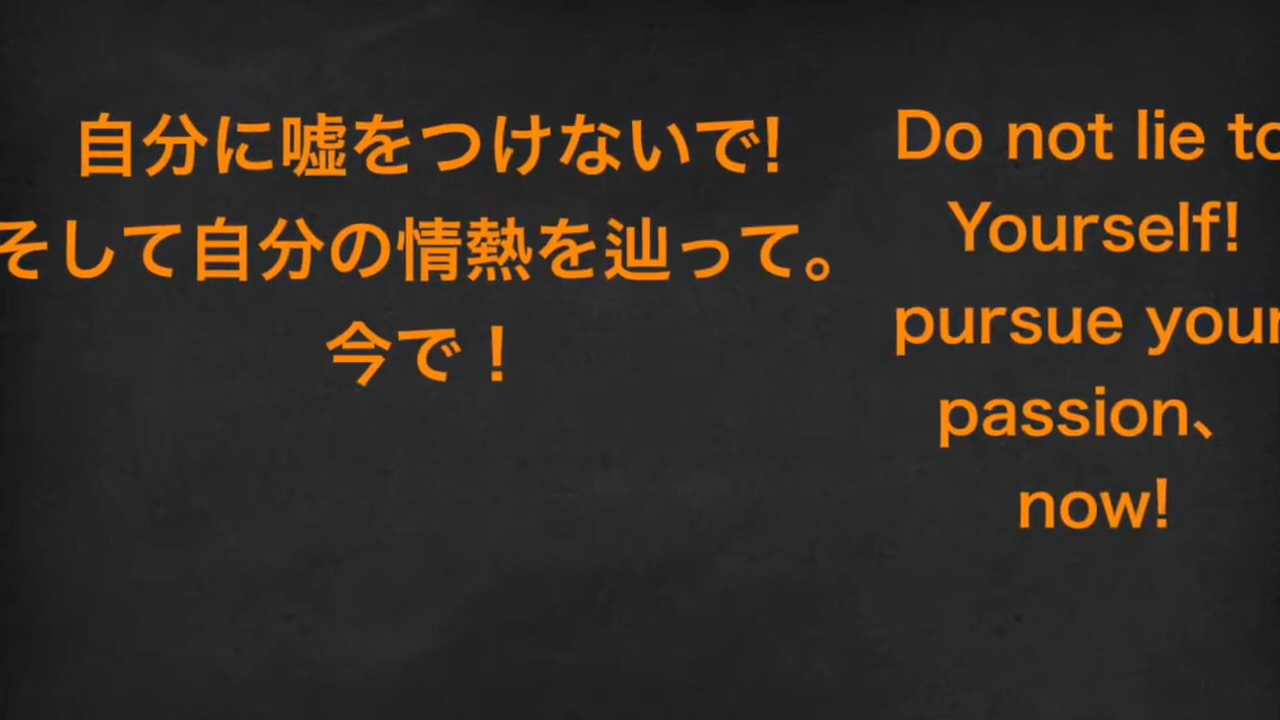 自分に嘘をつけないで!
そして自分の情熱を辿って。
今で！
Do not lie to
Yourself!
pursue your
passion、
now!